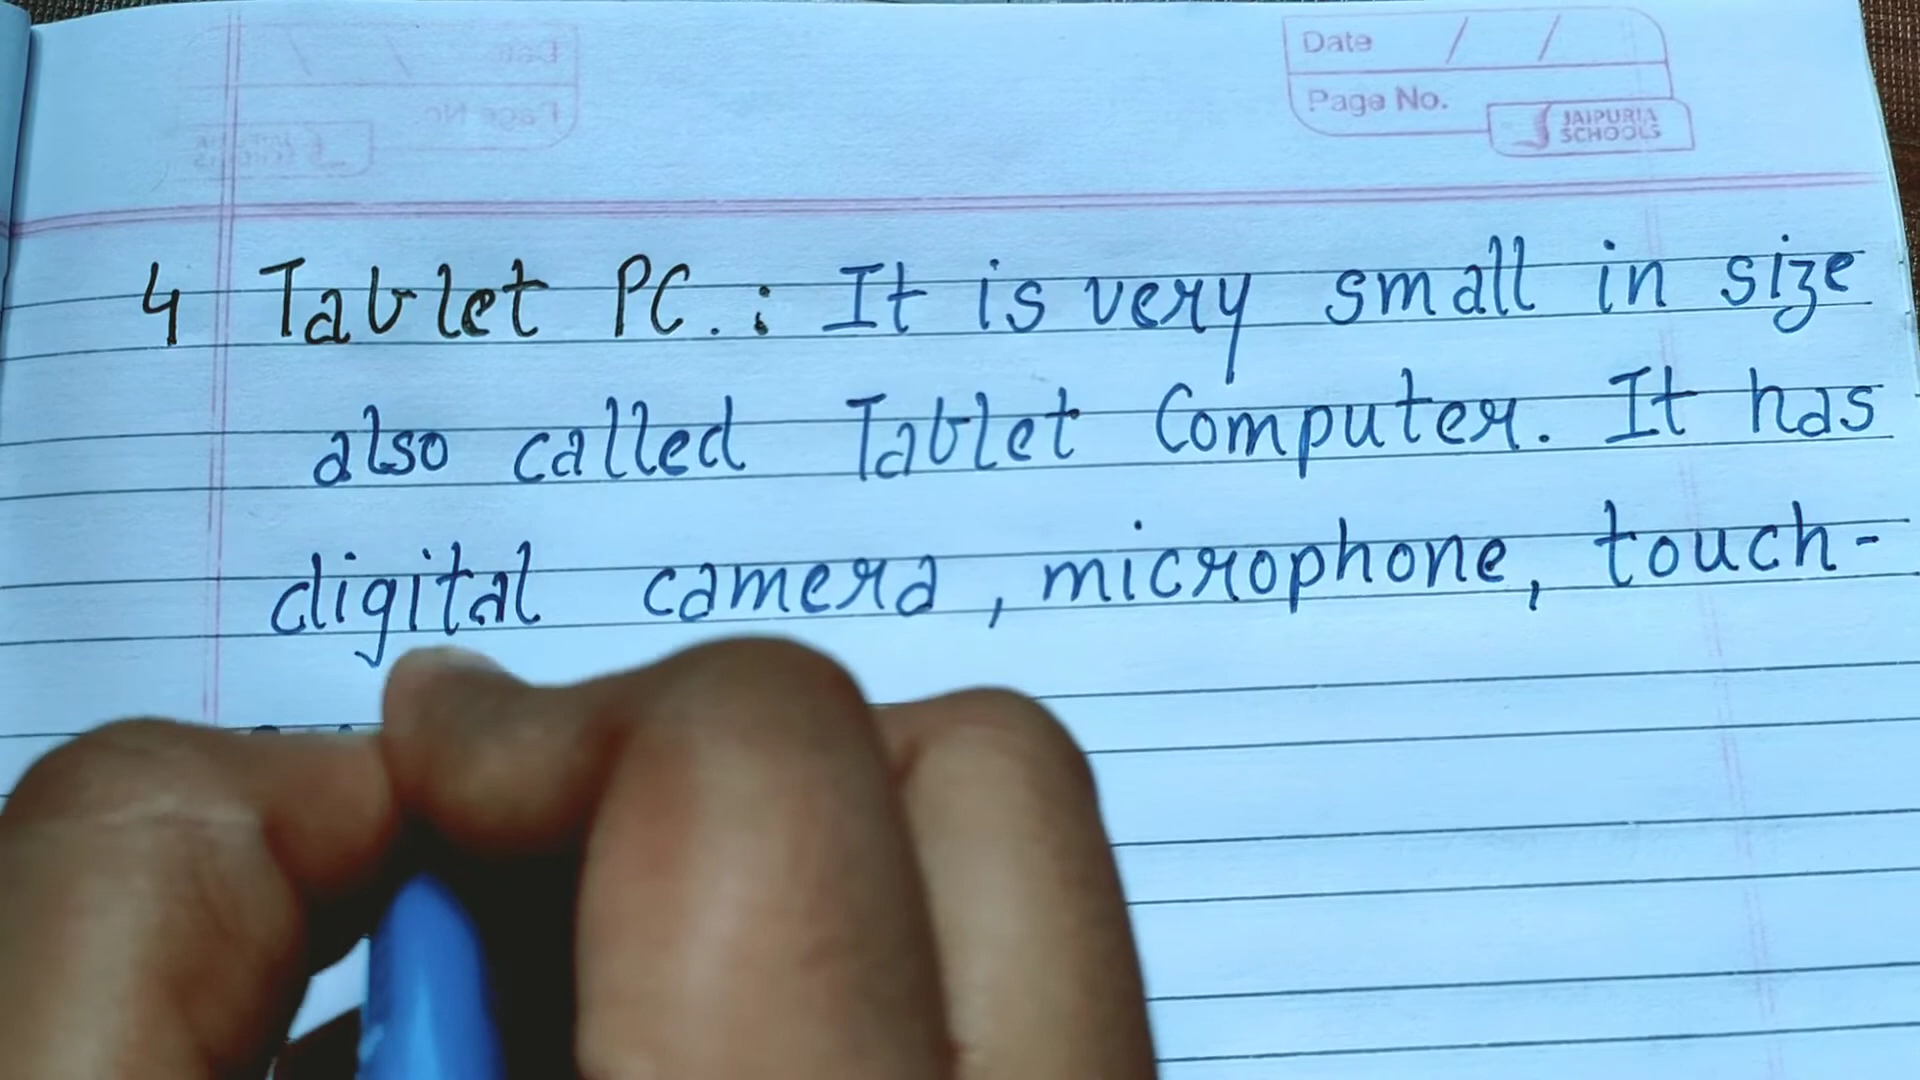 Date / /
Page No.
JAIPURIA
SCHOOLS
4 Tablet PC. : It is very small in size
also called Tablet Computer. It has
digital camera, microphone, touch-